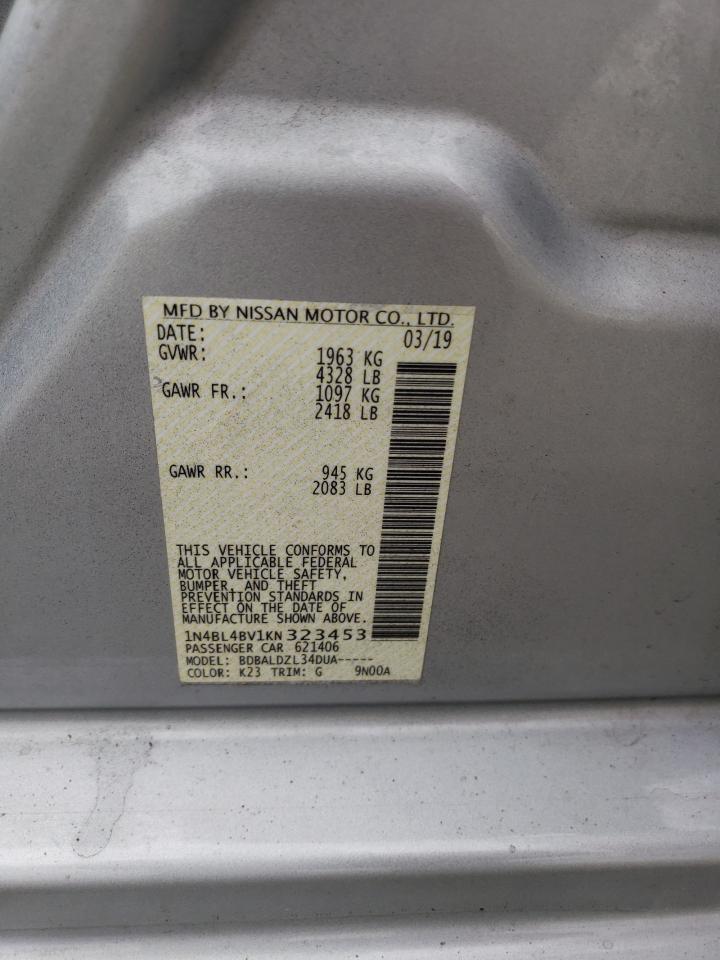 MFD BY NISSAN MOTOR CO., LTD.
DATE: 03/19
GVWR: 1963 KG
4328 LB
GAWR FR.: 1097 KG
2418 LB
GAWR RR.: 945 KG
2083 LB
THIS VEHICLE CONFORMS TO
ALL APPLICABLE FEDERAL
MOTOR VEHICLE SAFETY,
BUMPER, AND THEFT
PREVENTION STANDARDS IN
EFFECT ON THE DATE OF
MANUFACTURE SHOWN ABOVE.
1N4BL4BV1KN323453
PASSENGER CAR 621406
MODEL: BDBALDZL34DUA-----
COLOR: K23 TRIM: G 9N00A